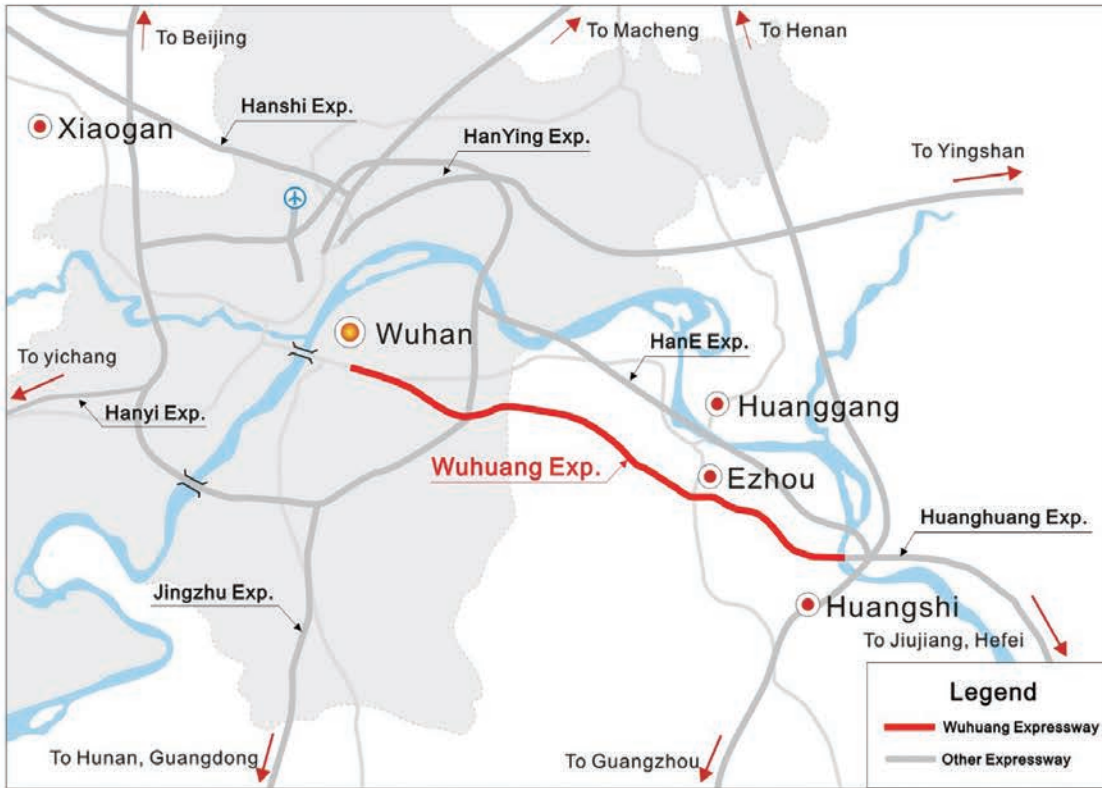 To Beijing
To Macheng
To Henan
Hanshi Exp.
Xiaogan
HanYing Exp.
To Yingshan
Wuhan
HanE Exp.
To yichang
Hanyi Exp.
Huanggang
Wuhuang Exp.
Ezhou
Huanghuang Exp.
Jingzhu Exp.
Huangshi
To Jiujiang, Hefei
Legend
Wuhuang Expressway
Other Expressway
To Hunan, Guangdong
To Guangzhou